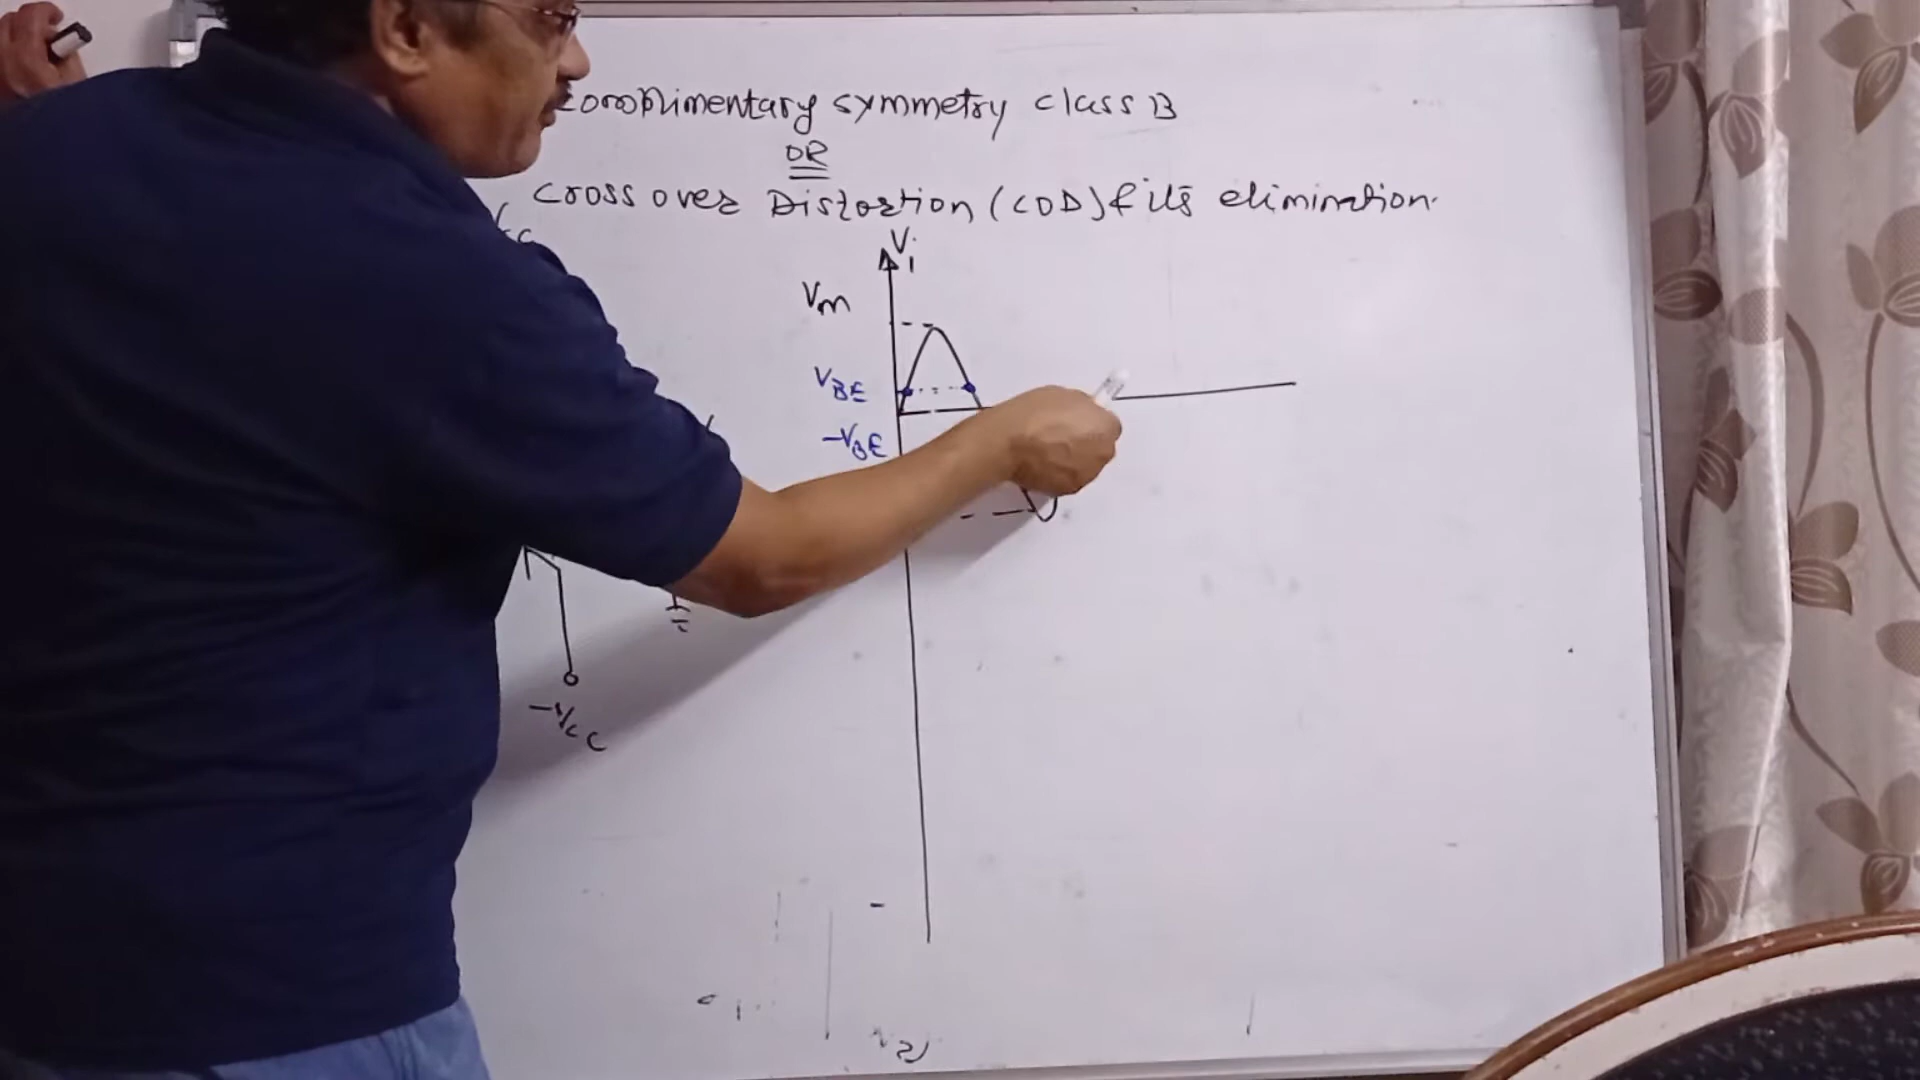 Complimentary symmetry class B
OR
Cross over Distortion (COD) & its elimination.
Vi
Vm
VBE
-VBE
-Vcc